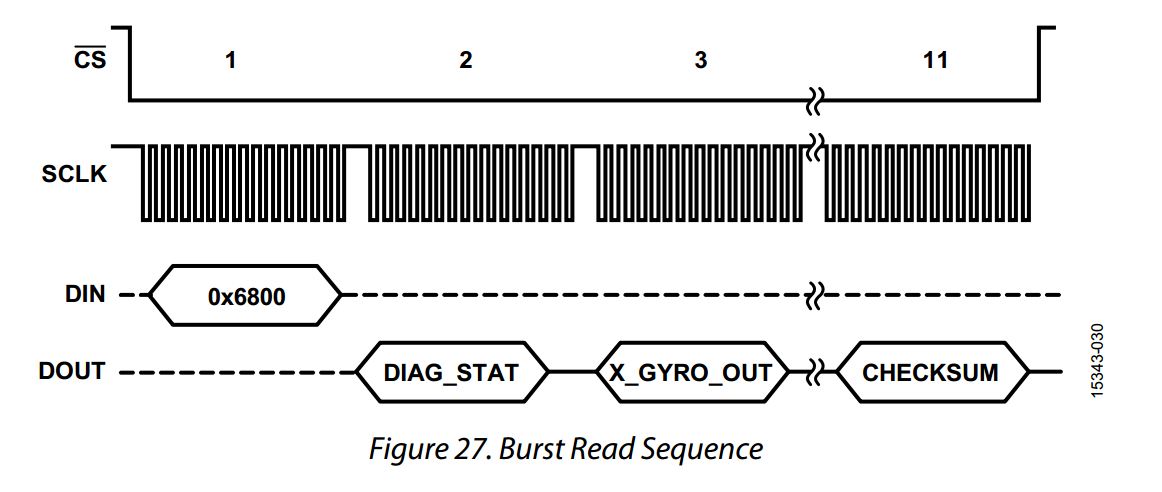 CS 1 2 3 11
SCLK
DIN 0x6800
DOUT DIAG_STAT X_GYRO_OUT CHECKSUM
15343-030
Figure 27. Burst Read Sequence